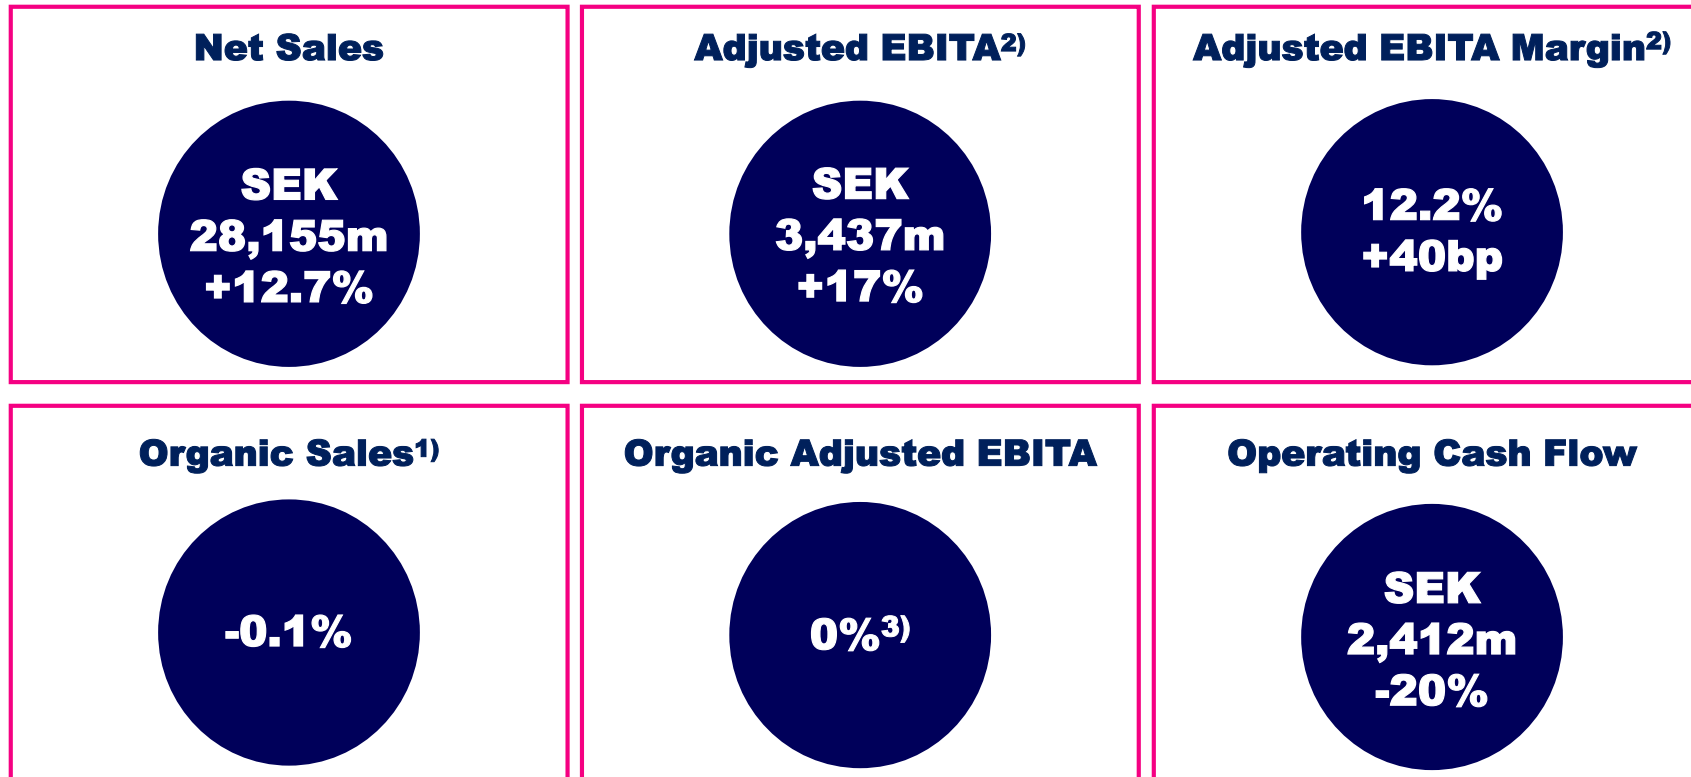 Net Sales
SEK
28,155m
+12.7%
Adjusted EBITA2)
SEK
3,437m
+17%
Adjusted EBITA Margin2)
12.2%
+40bp
Organic Sales1)
-0.1%
Organic Adjusted EBITA
0%3)
Operating Cash Flow
SEK
2,412m
-20%